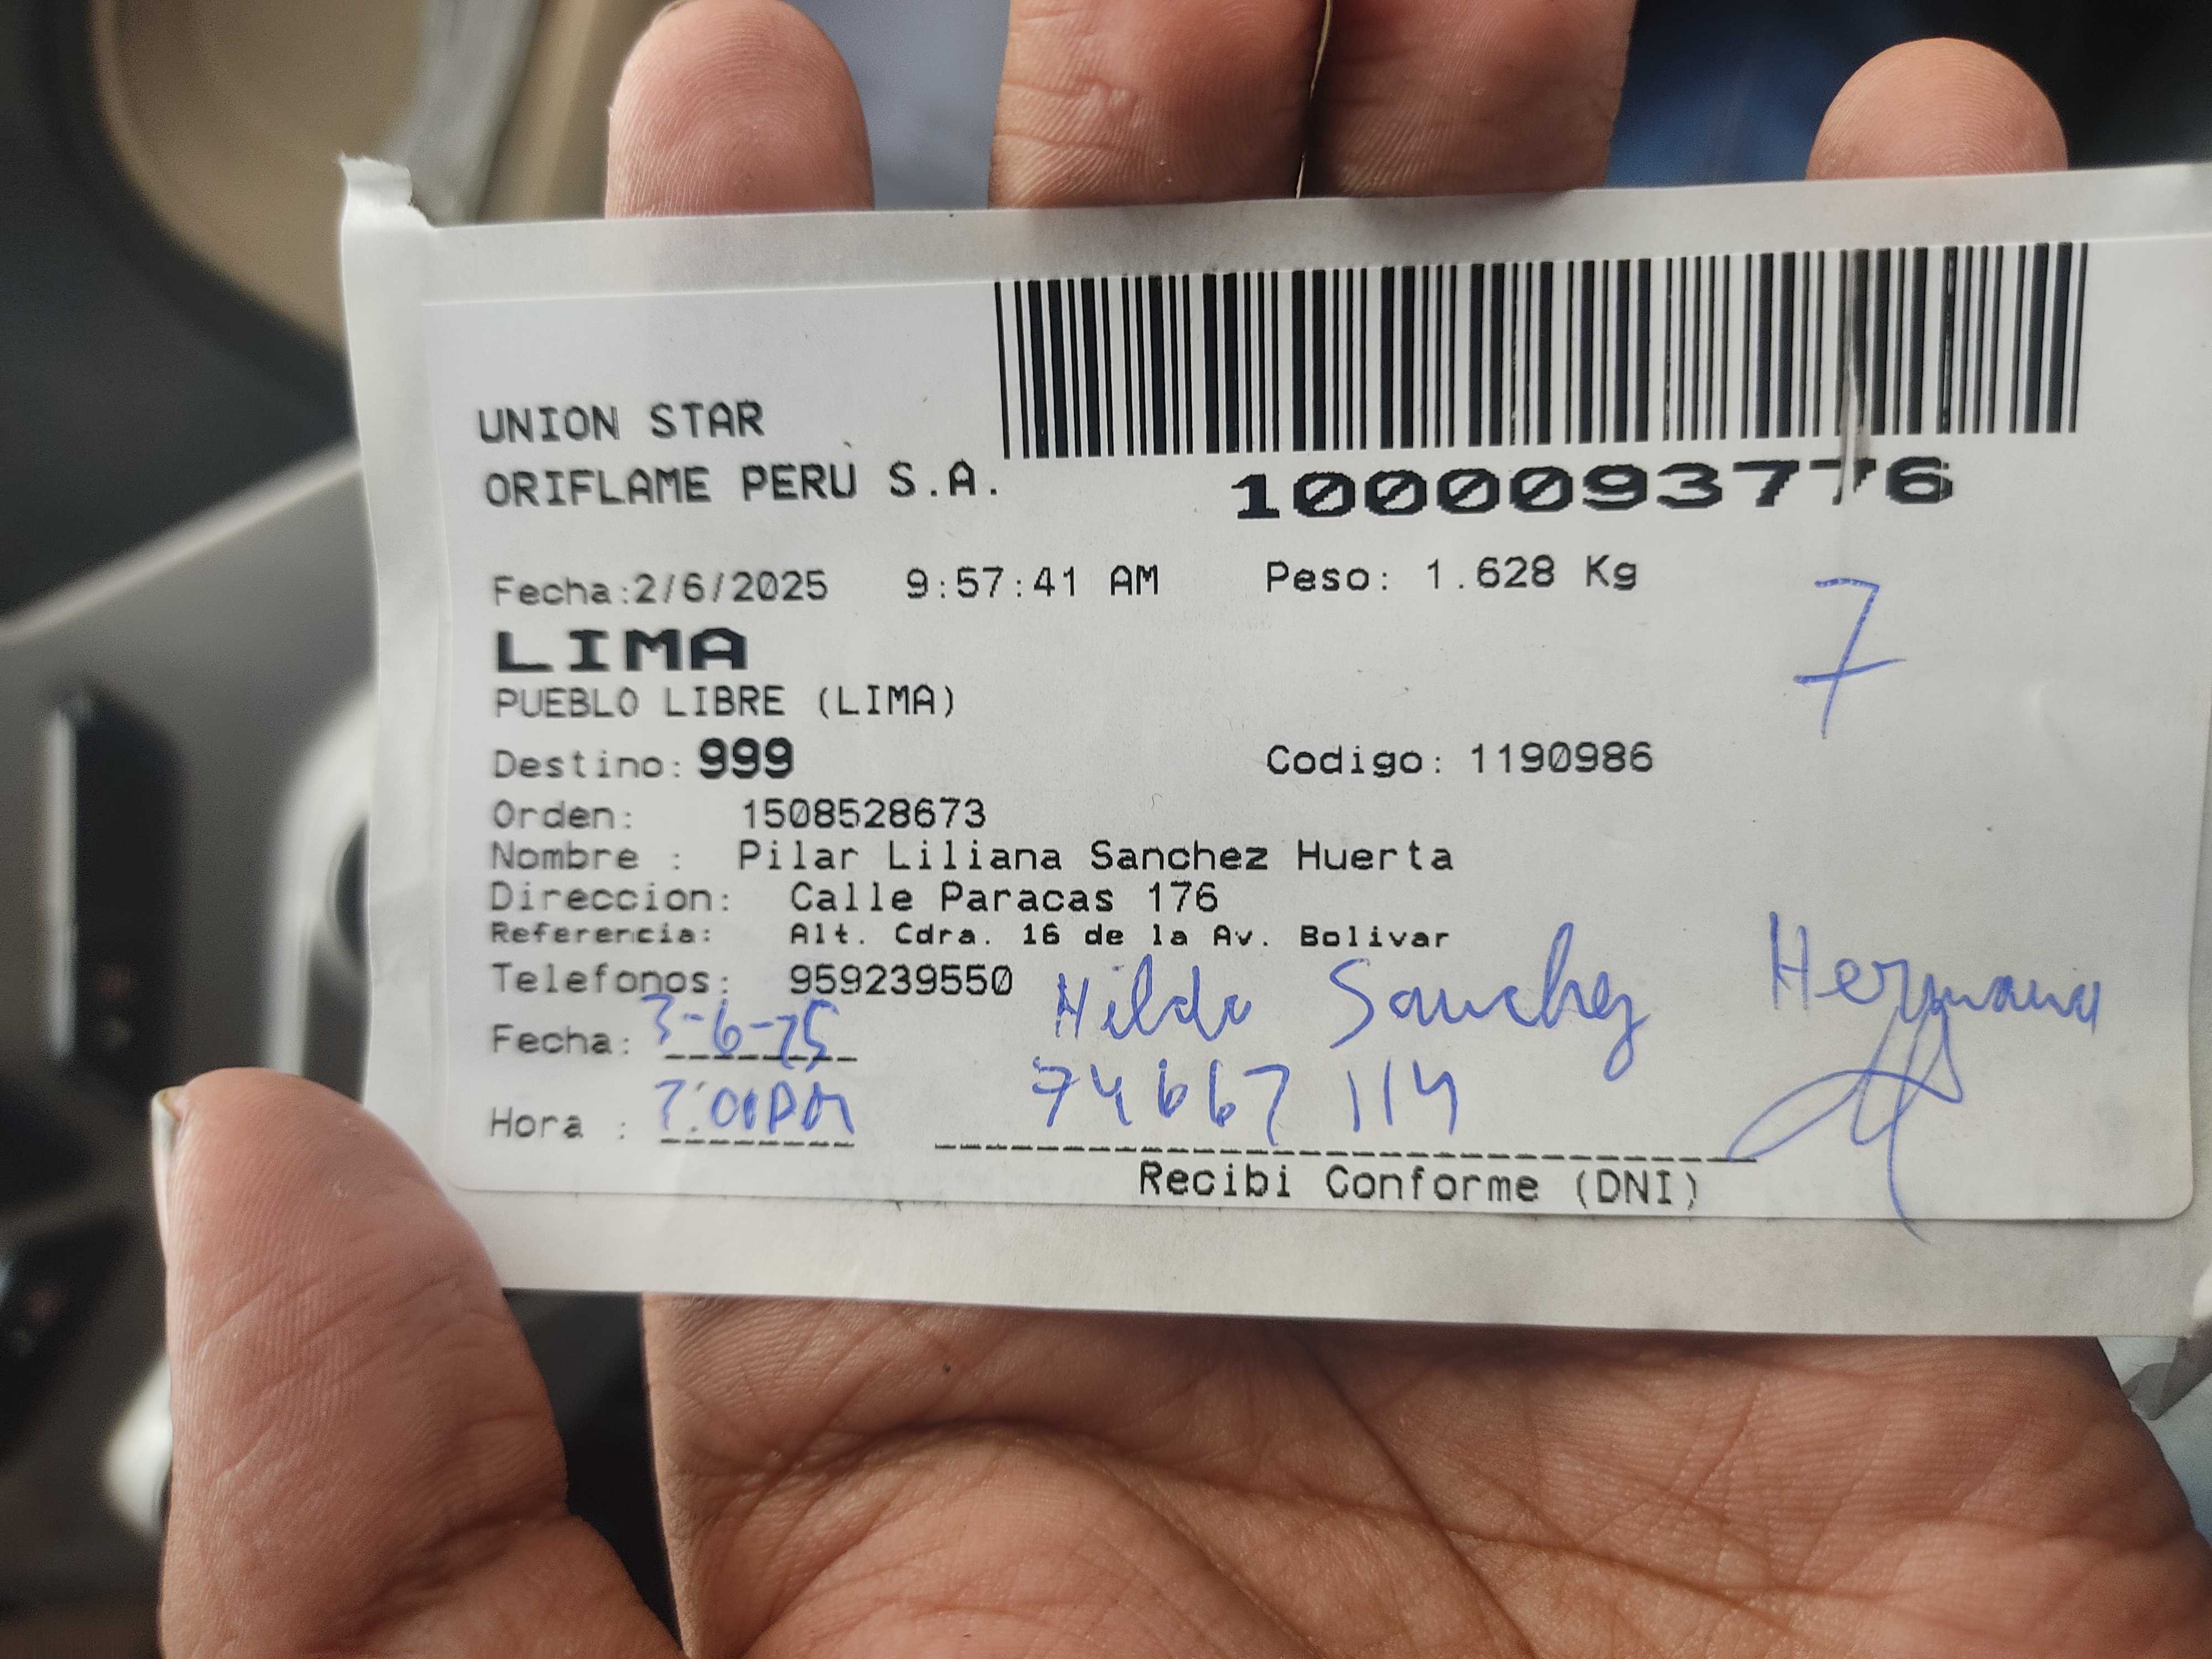 UNION STAR
ORIFLAME PERU S.A.
1000093776
Fecha:2/6/2025 9:57:41 AM Peso: 1.628 Kg
7
LIMA
PUEBLO LIBRE (LIMA)
Destino: 999 Codigo: 1190986
Orden: 1508528673
Nombre : Pilar Liliana Sanchez Huerta
Direccion: Calle Paracas 176
Referencia: Alt. Cdra. 16 de la Av. Bolivar
Telefonos: 959239550
Hilda Sanchez Hermana
Fecha: 3-6-25
74667114
Hora : 7:00PM
Recibi Conforme (DNI)